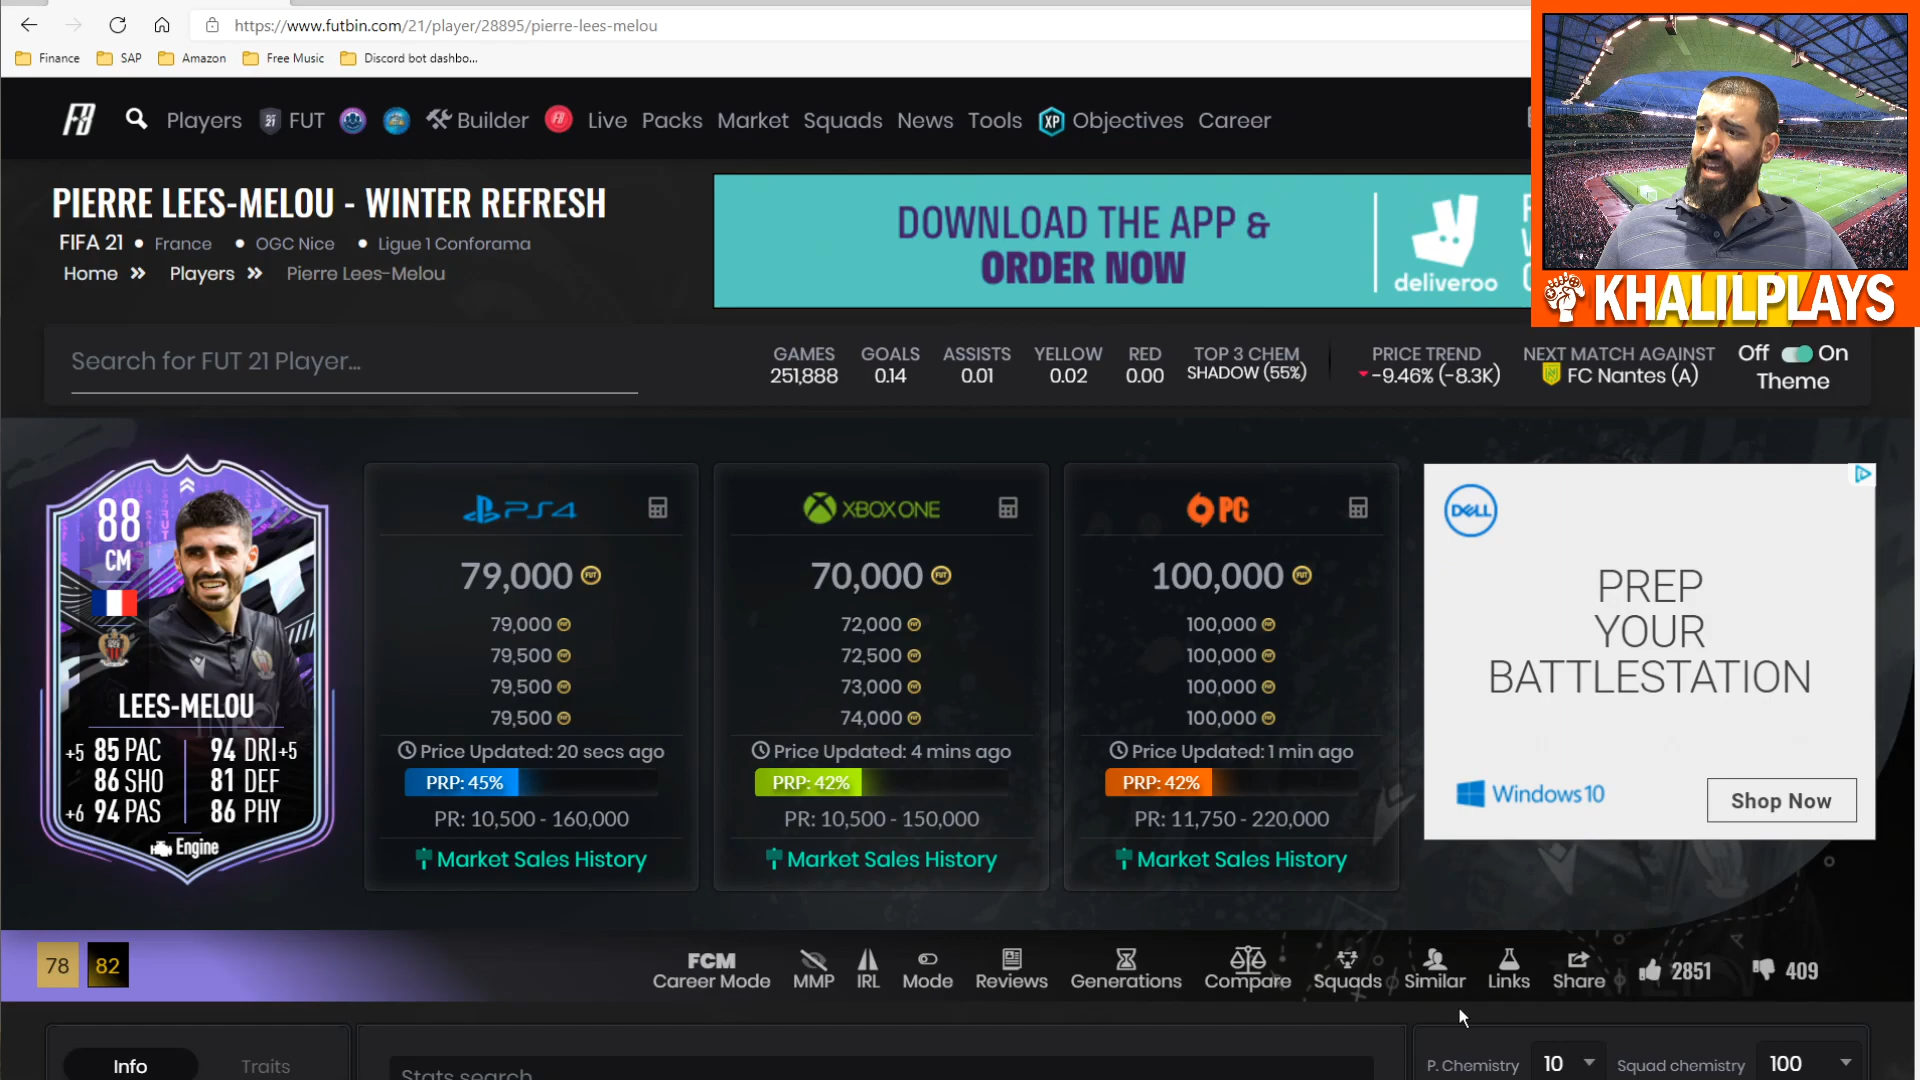 https://www.futbin.com/21/player/28895/pierre-lees-melou
Finance SAP Amazon Free Music Discord bot dashbo...
Players FUT Builder Live Packs Market Squads News Tools XP Objectives Career
PIERRE LEES-MELOU - WINTER REFRESH
FIFA 21 • France • OGC Nice • Ligue 1 Conforama
Home » Players » Pierre Lees-Melou
DOWNLOAD THE APP &
ORDER NOW
deliveroo
KHALILPLAYS
Search for FUT 21 Player...
GAMES GOALS ASSISTS YELLOW RED TOP 3 CHEM PRICE TREND NEXT MATCH AGAINST
251,888 0.14 0.01 0.02 0.00 SHADOW (55%) -9.46% (-8.3K) FC Nantes (A)
Off On
Theme
88
CM
LEES-MELOU
+5 85 PAC 94 DRI+5
86 SHO 81 DEF
+6 94 PAS 86 PHY
Engine
PS4
79,000
79,000
79,500
79,500
79,500
Price Updated: 20 secs ago
PRP: 45%
PR: 10,500 - 160,000
Market Sales History
XBOX ONE
70,000
72,000
72,500
73,000
74,000
Price Updated: 4 mins ago
PRP: 42%
PR: 10,500 - 150,000
Market Sales History
PC
100,000
100,000
100,000
100,000
100,000
Price Updated: 1 min ago
PRP: 42%
PR: 11,750 - 220,000
Market Sales History
DELL
PREP
YOUR
BATTLESTATION
Windows 10
Shop Now
78 82
FCM
Career Mode MMP IRL Mode Reviews Generations Compare Squads Similar Links Share 2851 409
Info Traits
Stats search
P. Chemistry 10 Squad chemistry 100